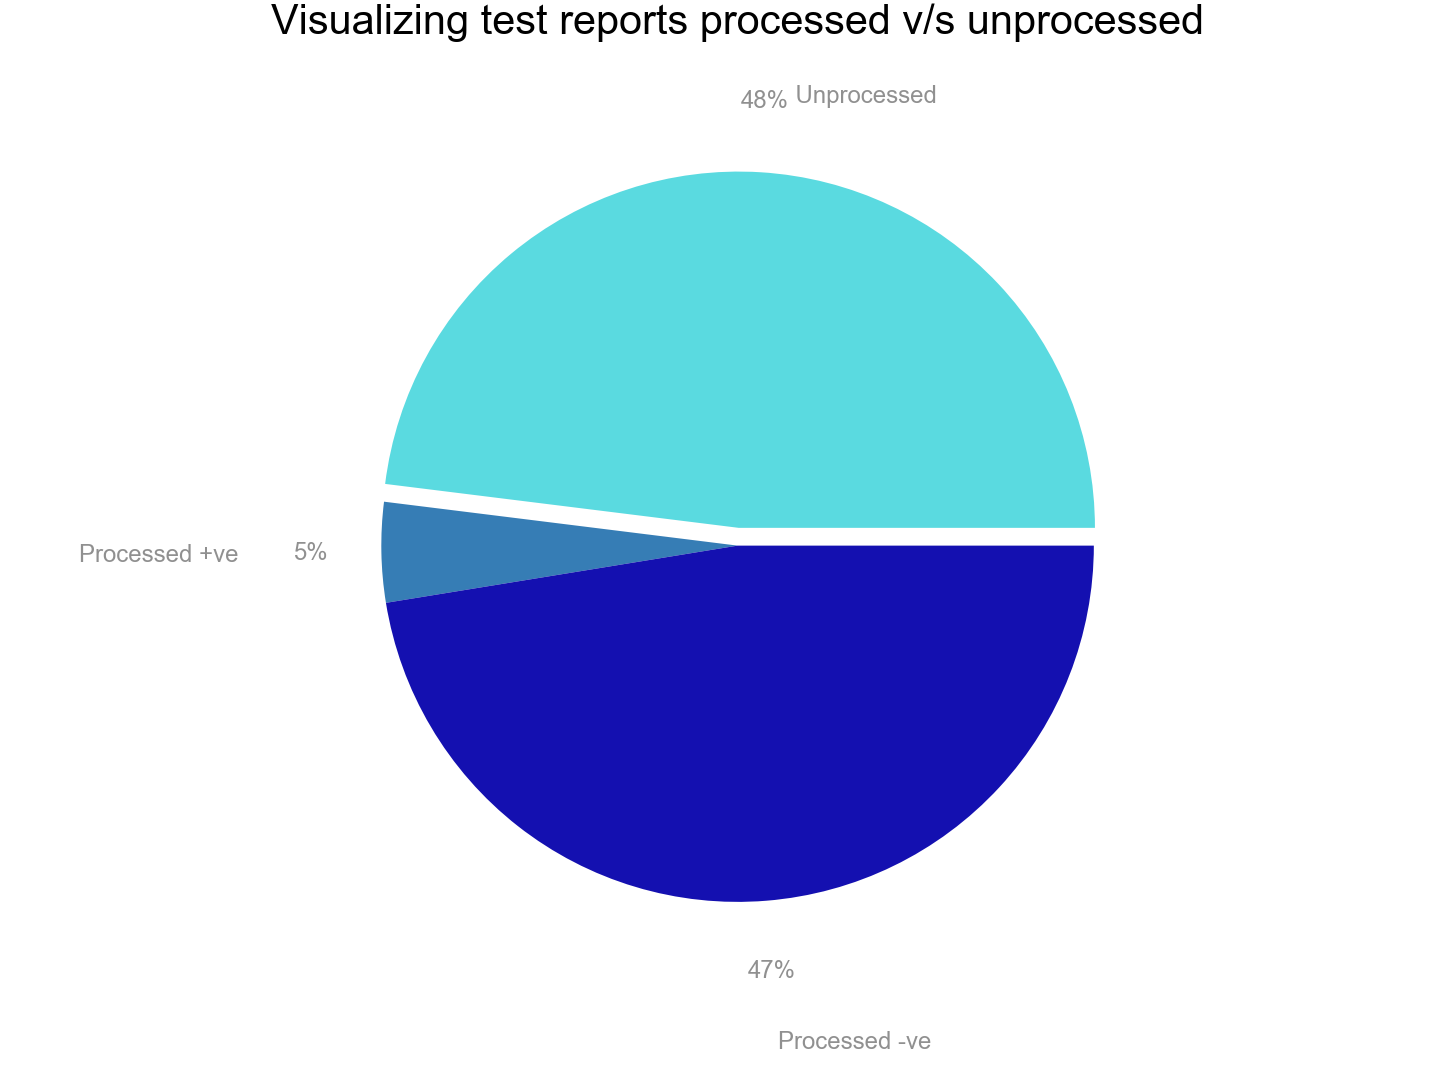 Visualizing test reports processed v/s unprocessed
48% Unprocessed
Processed +ve 5%
47%
Processed -ve